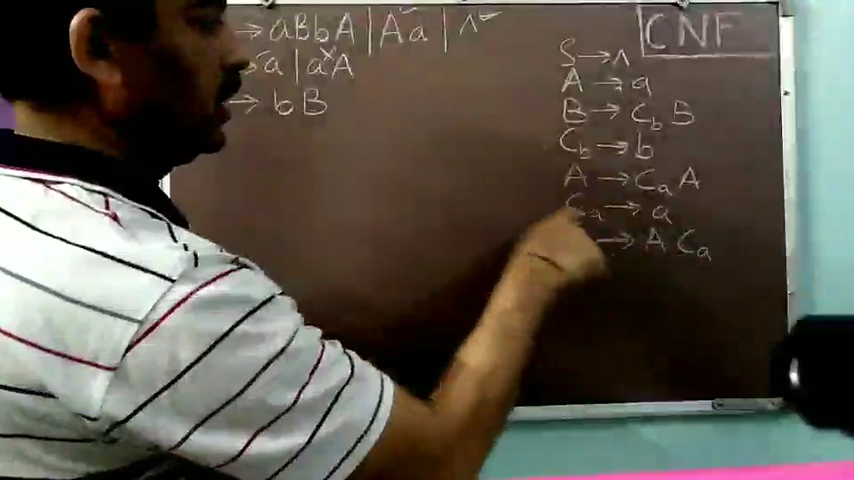 → aBbA | Aa | ʌ ✓
→ a | aA
→ bB
CNF
S → ʌ
A → a
B → C_b B
C_b → b
A → C_a A
C_a → a
→ A C_a